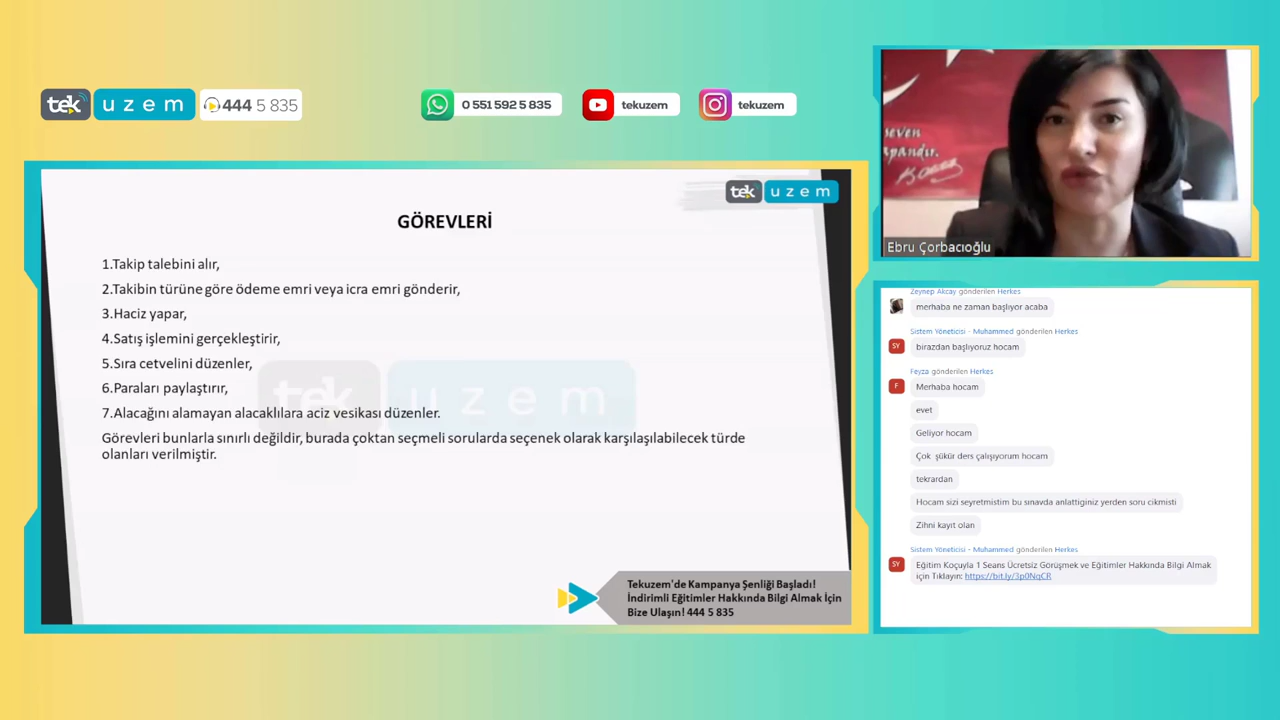 tek uzem 444 5 835
0 551 592 5 835
tekuzem
tekuzem
tek uzem
GÖREVLERİ
1.Takip talebini alır,
2.Takibin türüne göre ödeme emri veya icra emri gönderir,
3.Haciz yapar,
4.Satış işlemini gerçekleştirir,
5.Sıra cetvelini düzenler,
6.Paraları paylaştırır,
7.Alacağını alamayan alacaklılara aciz vesikası düzenler.
Görevleri bunlarla sınırlı değildir, burada çoktan seçmeli sorularda seçenek olarak karşılaşılabilecek türde
olanları verilmiştir.
tek uzem
Tekuzem'de Kampanya Şenliği Başladı!
İndirimli Eğitimler Hakkında Bilgi Almak İçin
Bize Ulaşın! 444 5 835
seven
apandır.
Ebru Çorbacıoğlu
Zeynep Akcay gönderilen Herkes
merhaba ne zaman başlıyor acaba
Sistem Yöneticisi - Muhammed gönderilen Herkes
SY
birazdan başlıyoruz hocam
Feyza gönderilen Herkes
F
Merhaba hocam
evet
Geliyor hocam
Çok şükür ders çalışıyorum hocam
tekrardan
Hocam sizi seyretmistim bu sınavda anlattiginiz yerden soru cikmisti
Zihni kayıt olan
Sistem Yöneticisi - Muhammed gönderilen Herkes
SY
Eğitim Koçuyla 1 Seans Ücretsiz Görüşmek ve Eğitimler Hakkında Bilgi Almak
için Tıklayın: https://bit.ly/3p0NqCR